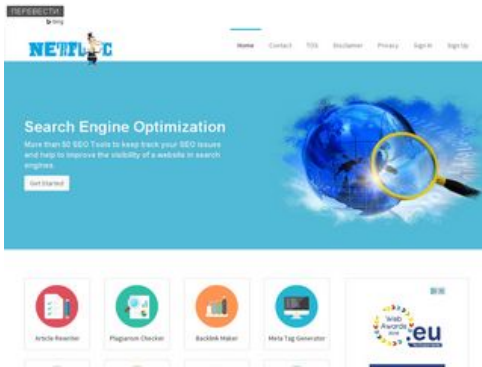 ПЕРЕВЕСТИ
bing
Home Contact TOS Disclaimer Privacy Sign In Sign Up
Search Engine Optimization
More than 50 SEO Tools to keep track your SEO issues
and help to improve the visibility of a website in search
engines.
Get Started
Article Rewriter Plagiarism Checker Backlink Maker Meta Tag Generator
Web
Awards
.eu